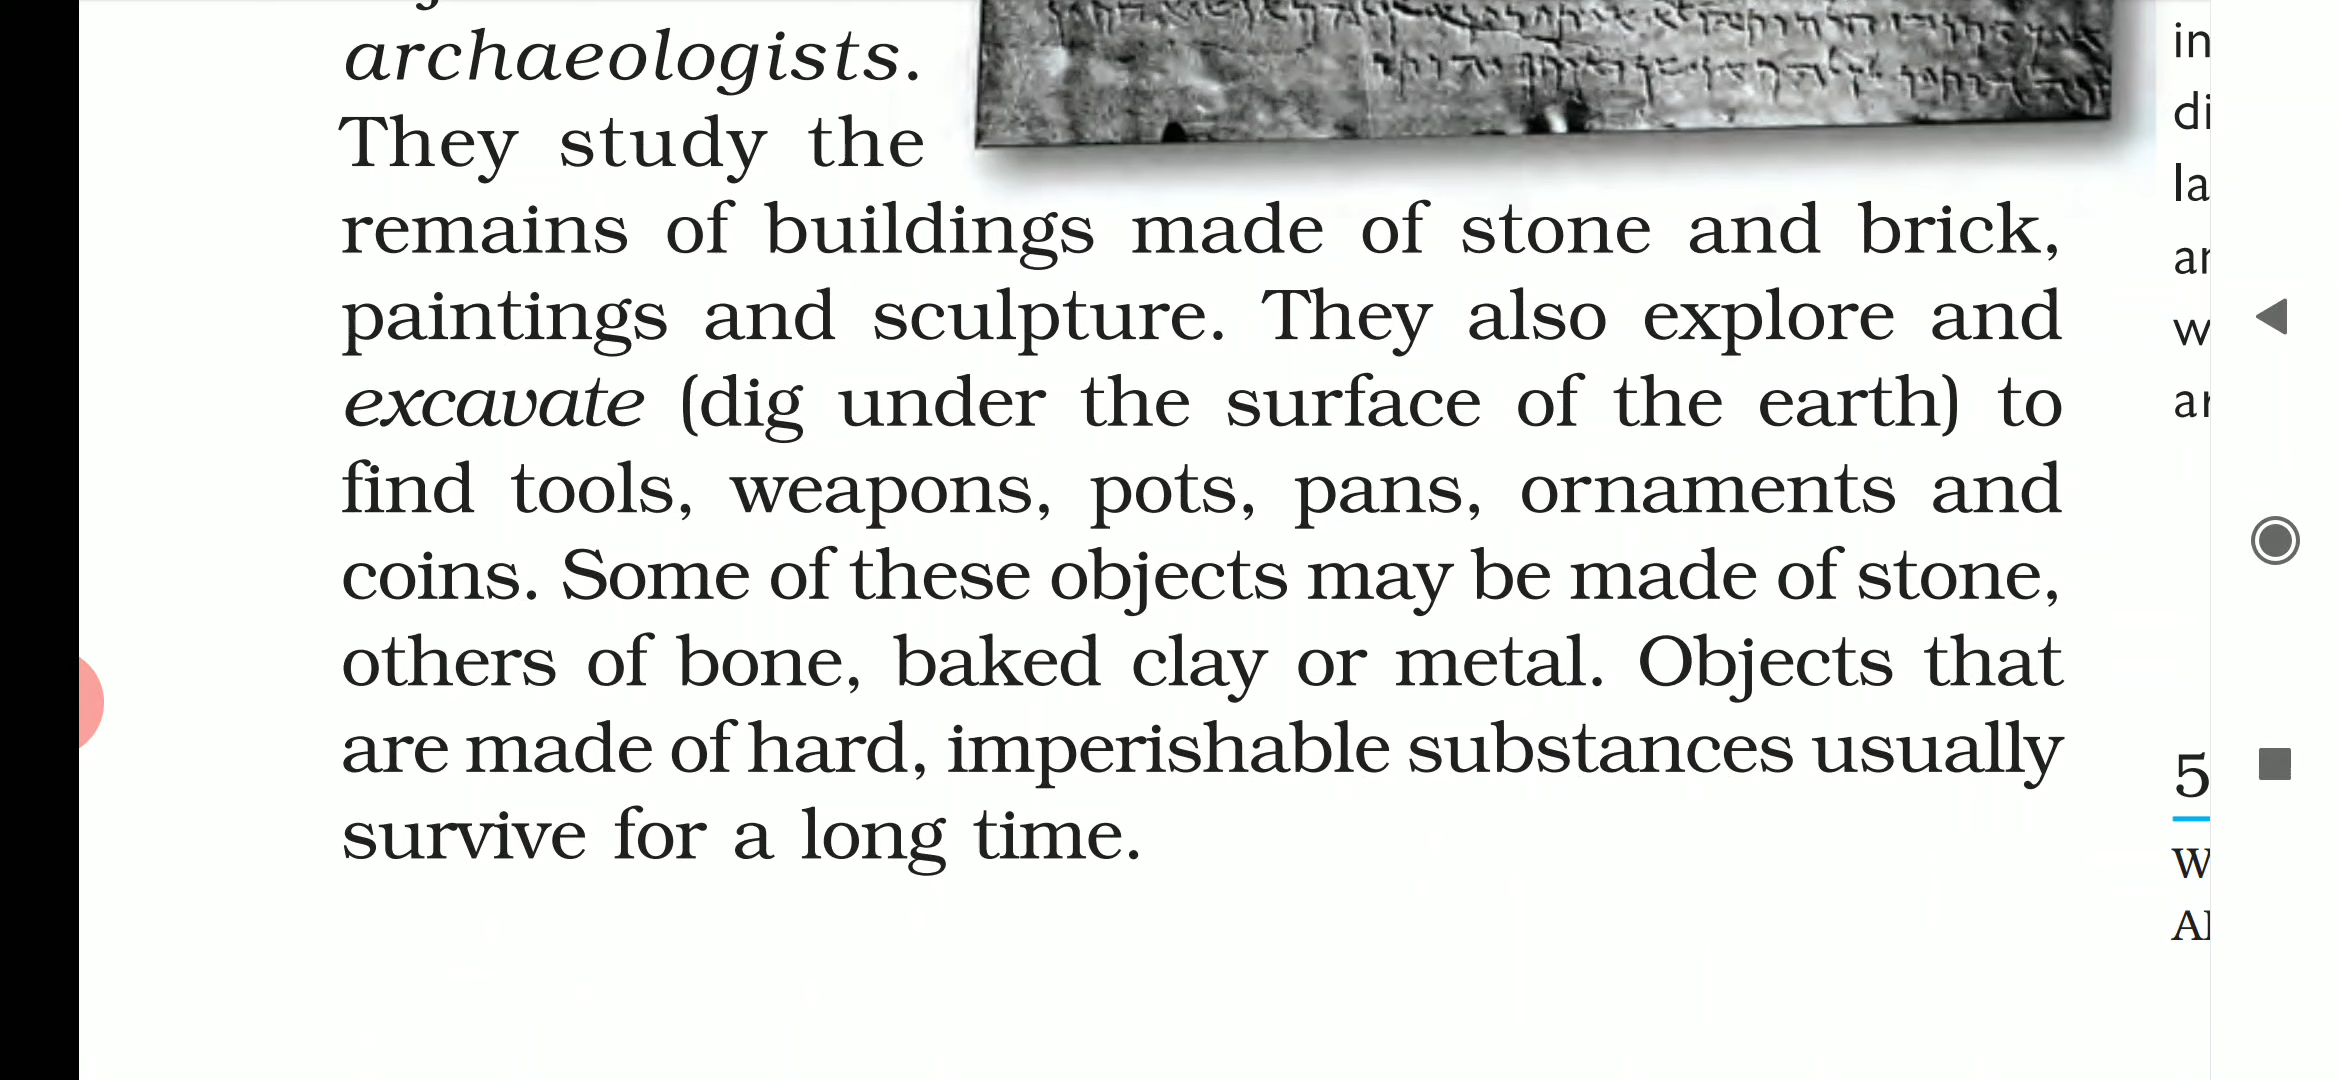 archaeologists.
They study the
remains of buildings made of stone and brick,
paintings and sculpture. They also explore and
excavate (dig under the surface of the earth) to
find tools, weapons, pots, pans, ornaments and
coins. Some of these objects may be made of stone,
others of bone, baked clay or metal. Objects that
are made of hard, imperishable substances usually
survive for a long time.
in
di
la
ar
w
ar
5
W